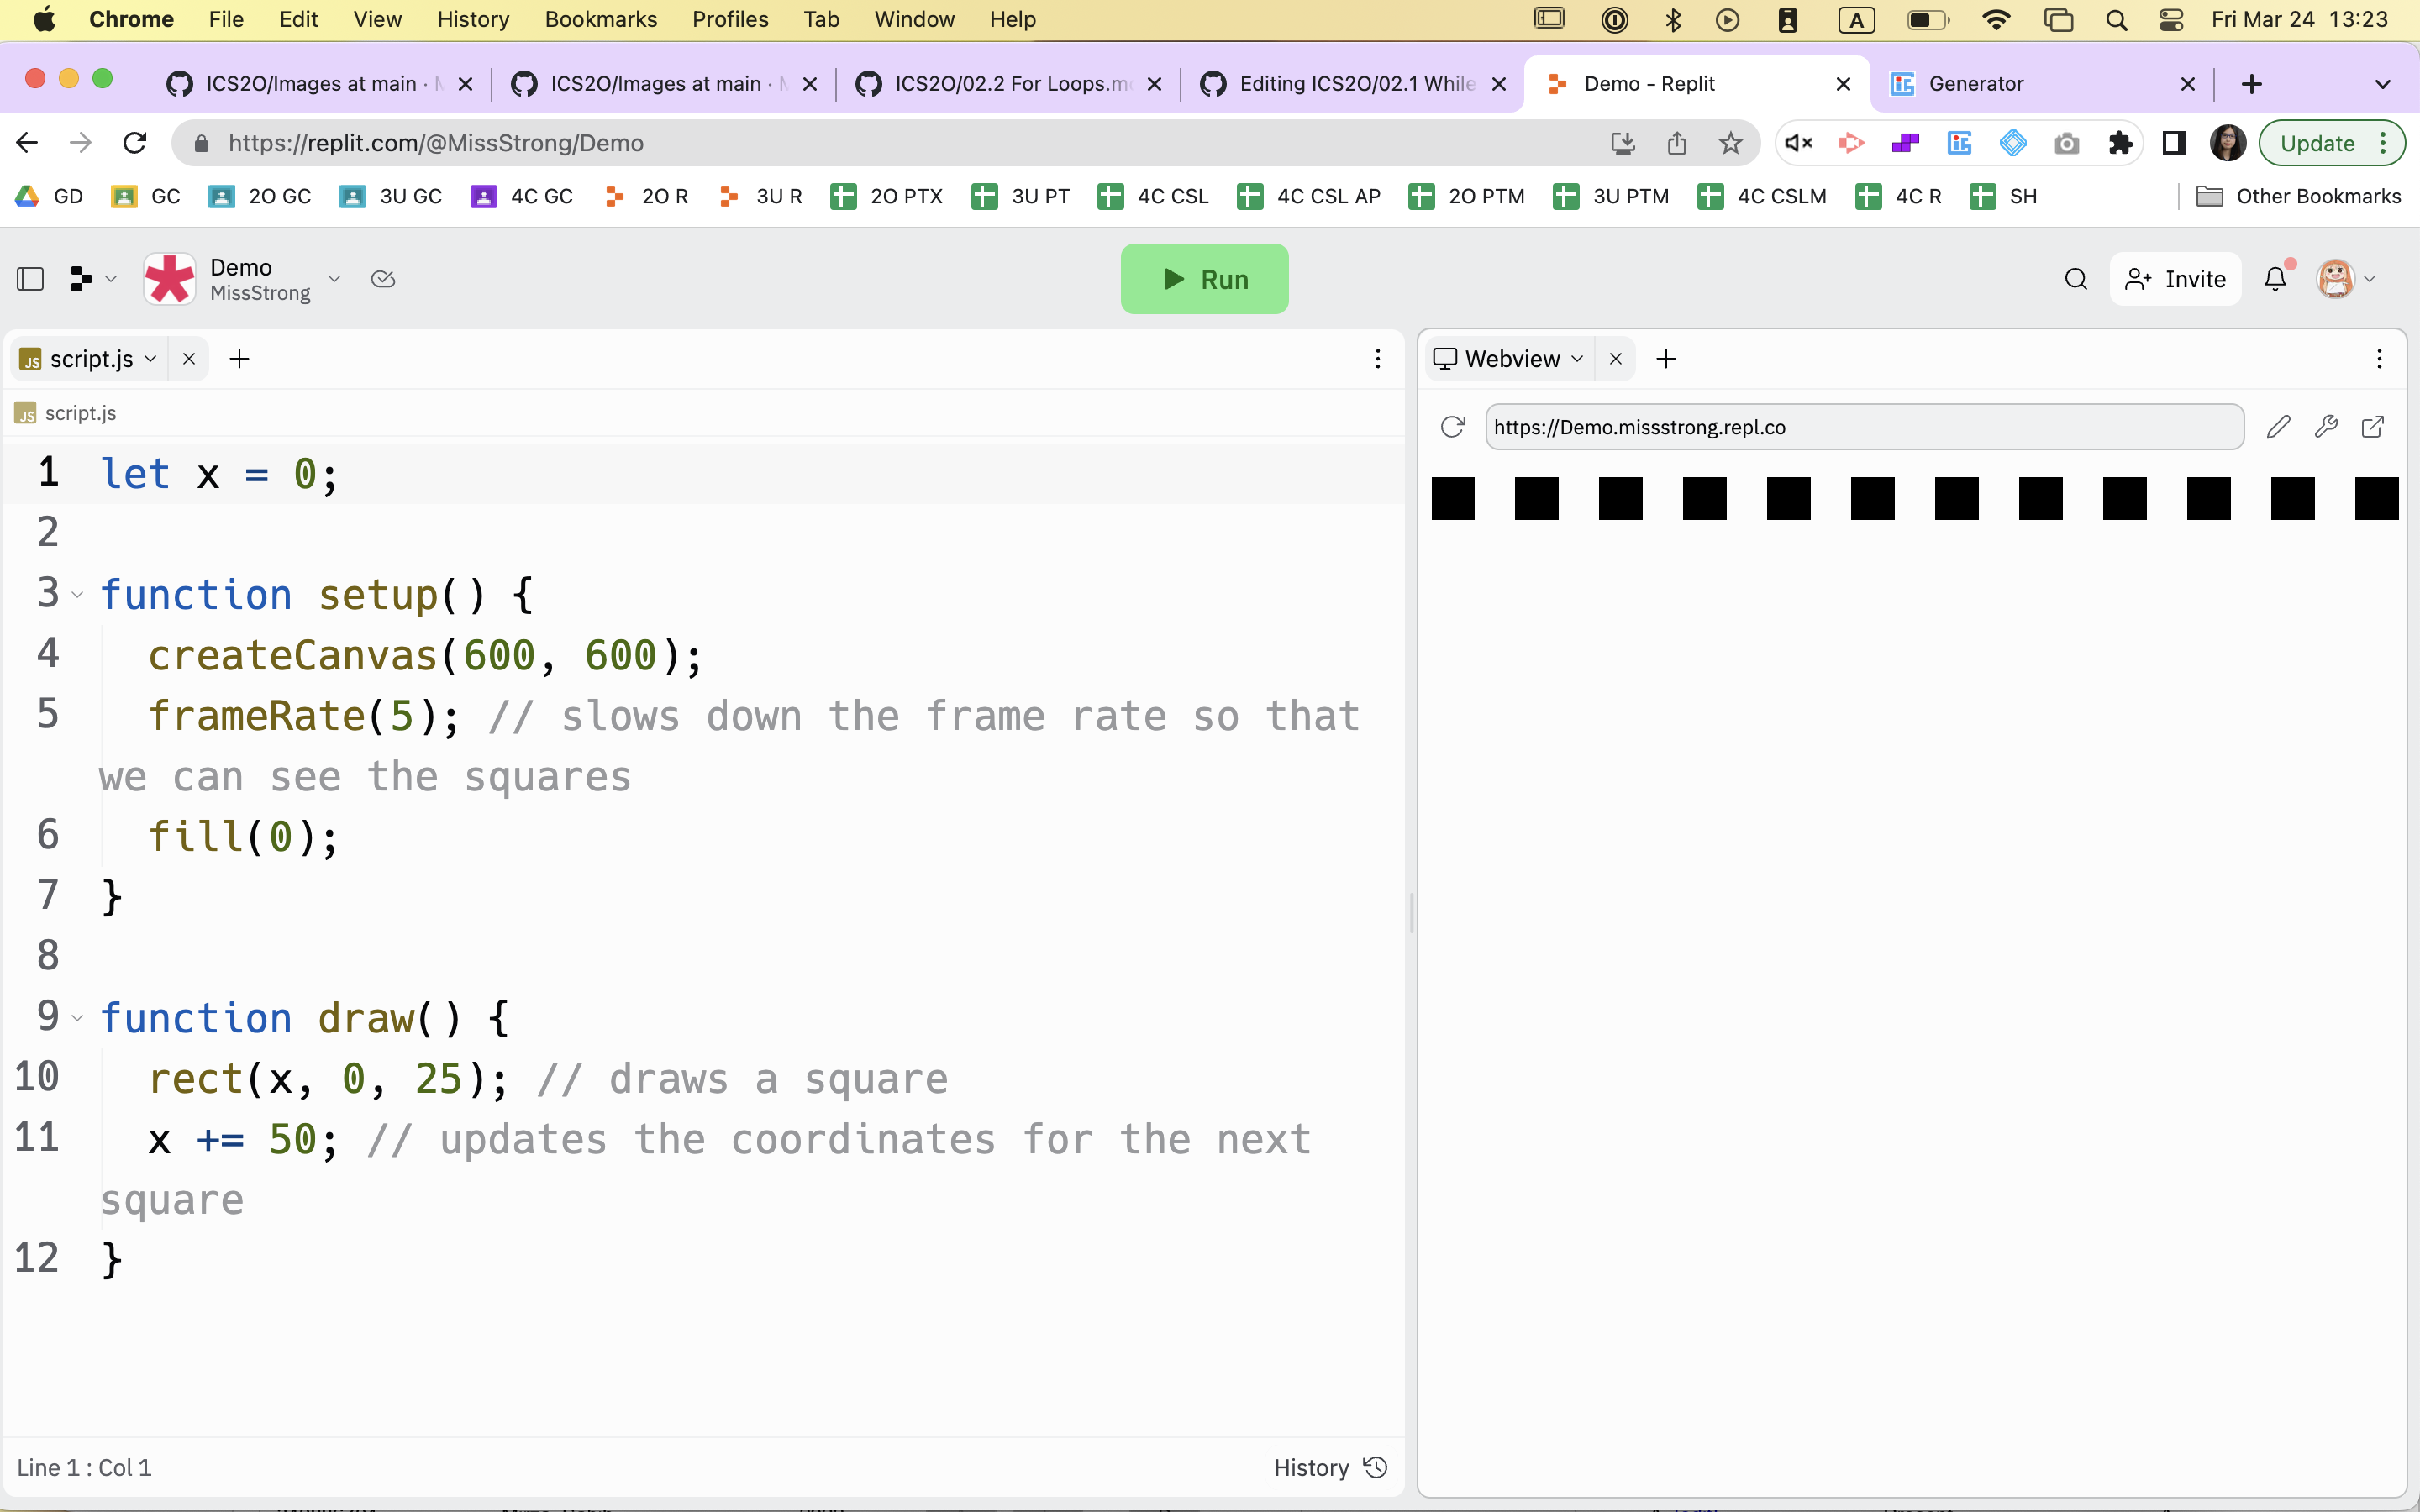 Chrome File Edit View History Bookmarks Profiles Tab Window Help A Fri Mar 24 13:23
ICS2O/Images at main · ICS2O/Images at main · ICS2O/02.2 For Loops.m Editing ICS2O/02.1 While Demo - Replit Generator
https://replit.com/@MissStrong/Demo Update
GD GC 2O GC 3U GC 4C GC 2O R 3U R 2O PTX 3U PT 4C CSL 4C CSL AP 2O PTM 3U PTM 4C CSLM 4C R SH Other Bookmarks
Demo
MissStrong
Run
Invite
JS script.js
JS script.js
1 let x = 0;
2
3 function setup() {
4 createCanvas(600, 600);
5 frameRate(5); // slows down the frame rate so that
we can see the squares
6 fill(0);
7 }
8
9 function draw() {
10 rect(x, 0, 25); // draws a square
11 x += 50; // updates the coordinates for the next
square
12 }
Line 1 : Col 1 History
Webview
https://Demo.missstrong.repl.co